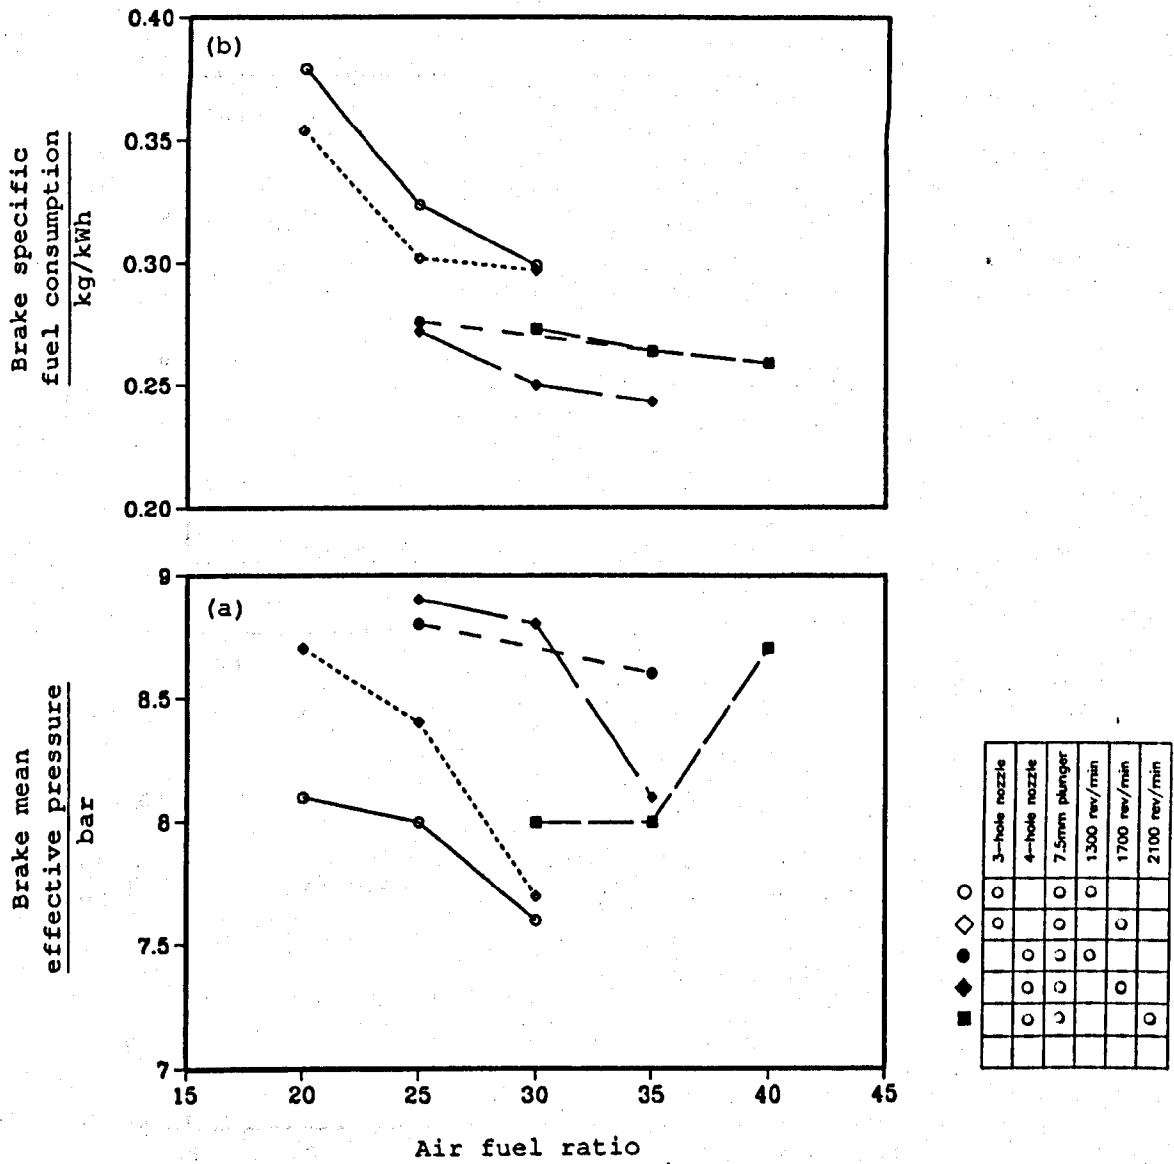 (b)
0.40
0.35
0.30
0.25
0.20
Brake specific
fuel consumption
kg/kWh
(a)
9
8.5
8
7.5
7
Brake mean
effective pressure
bar
15 20 25 30 35 40 45
Air fuel ratio
3-hole nozzle
4-hole nozzle
7.5mm plunger
1300 rev/min
1700 rev/min
2100 rev/min